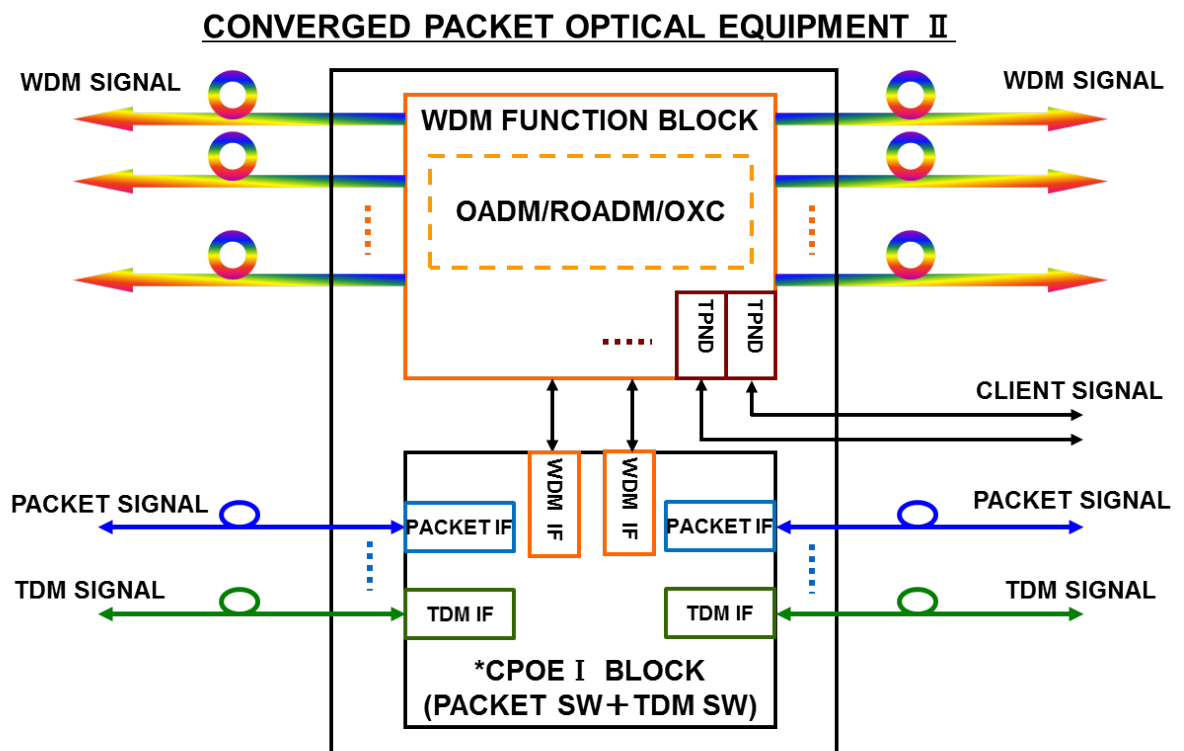 CONVERGED PACKET OPTICAL EQUIPMENT Ⅱ
WDM SIGNAL
WDM SIGNAL
WDM FUNCTION BLOCK
OADM/ROADM/OXC
TPND
TPND
CLIENT SIGNAL
WDM IF
WDM IF
PACKET SIGNAL
PACKET SIGNAL
PACKET IF
PACKET IF
TDM SIGNAL
TDM SIGNAL
TDM IF
TDM IF
*CPOE Ⅰ BLOCK
(PACKET SW＋TDM SW)